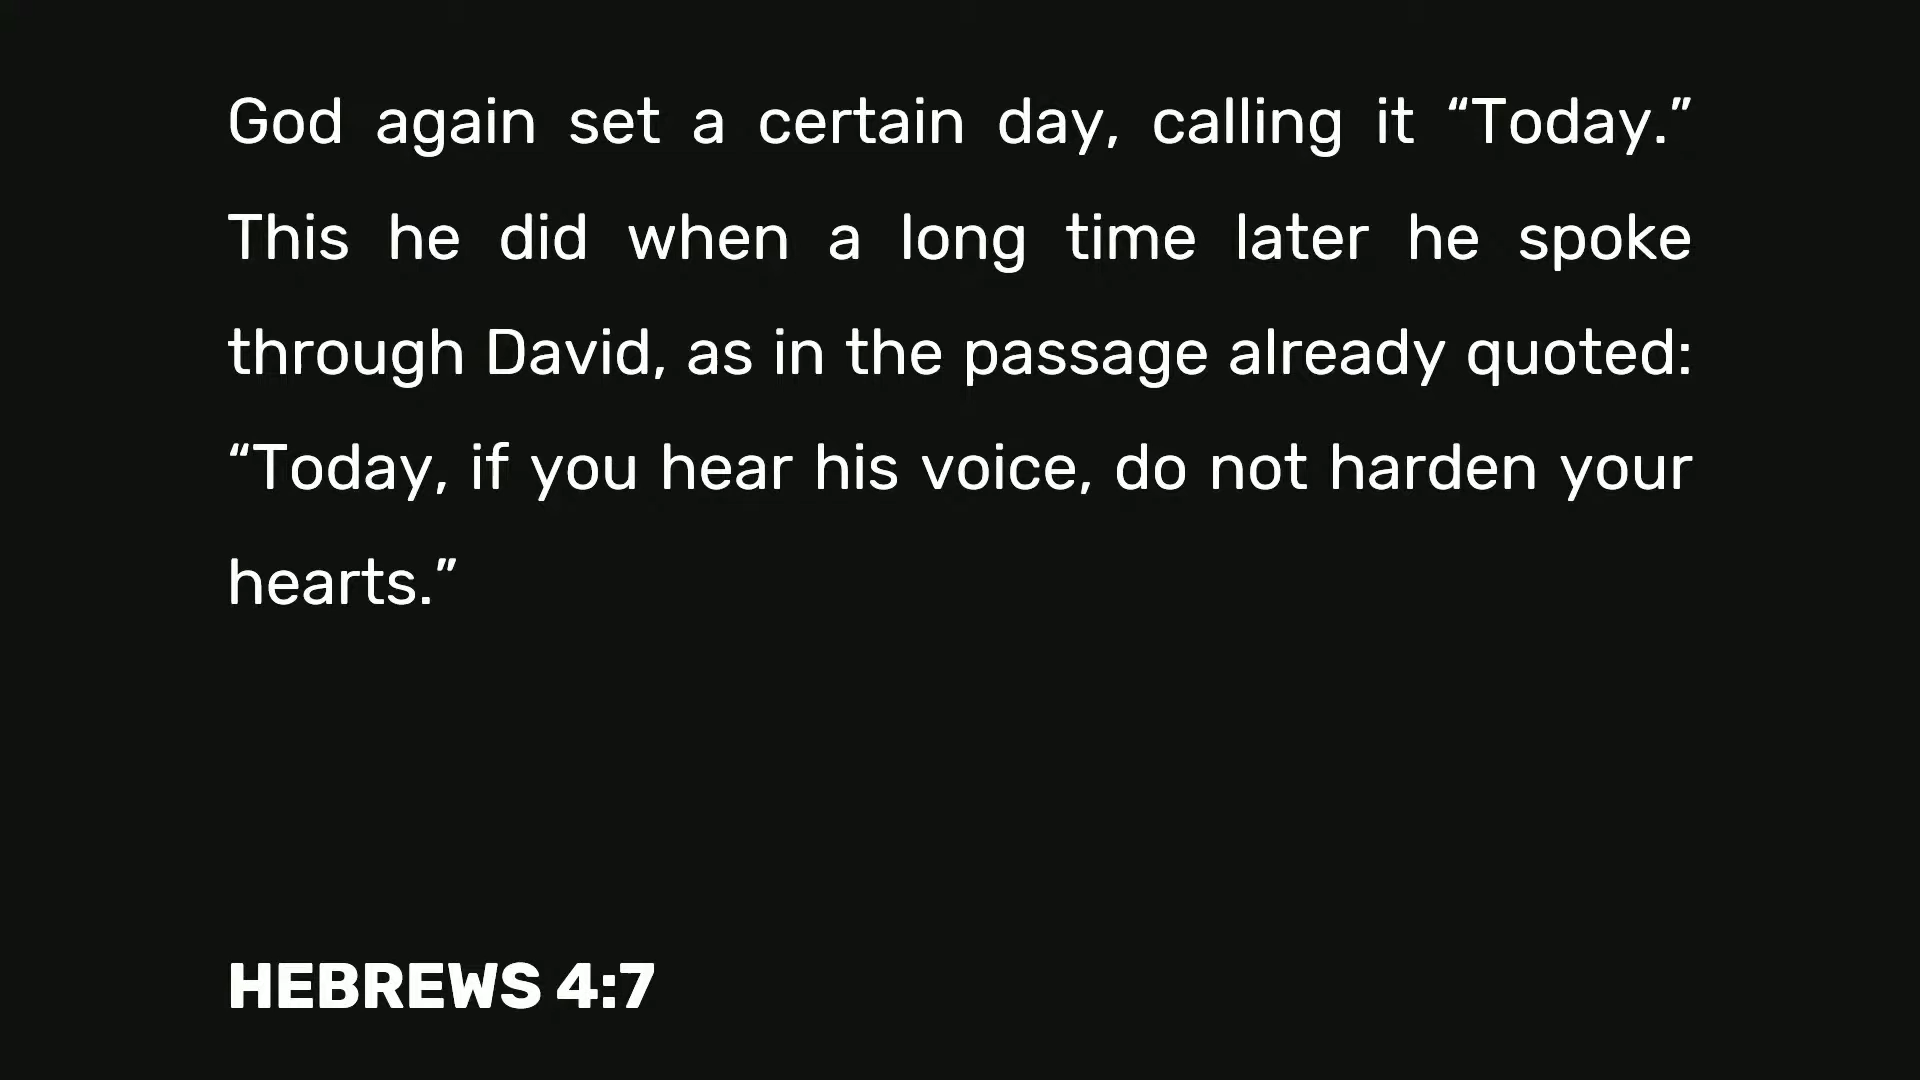 God again set a certain day, calling it “Today.”
This he did when a long time later he spoke
through David, as in the passage already quoted:
“Today, if you hear his voice, do not harden your
hearts.”
HEBREWS 4:7